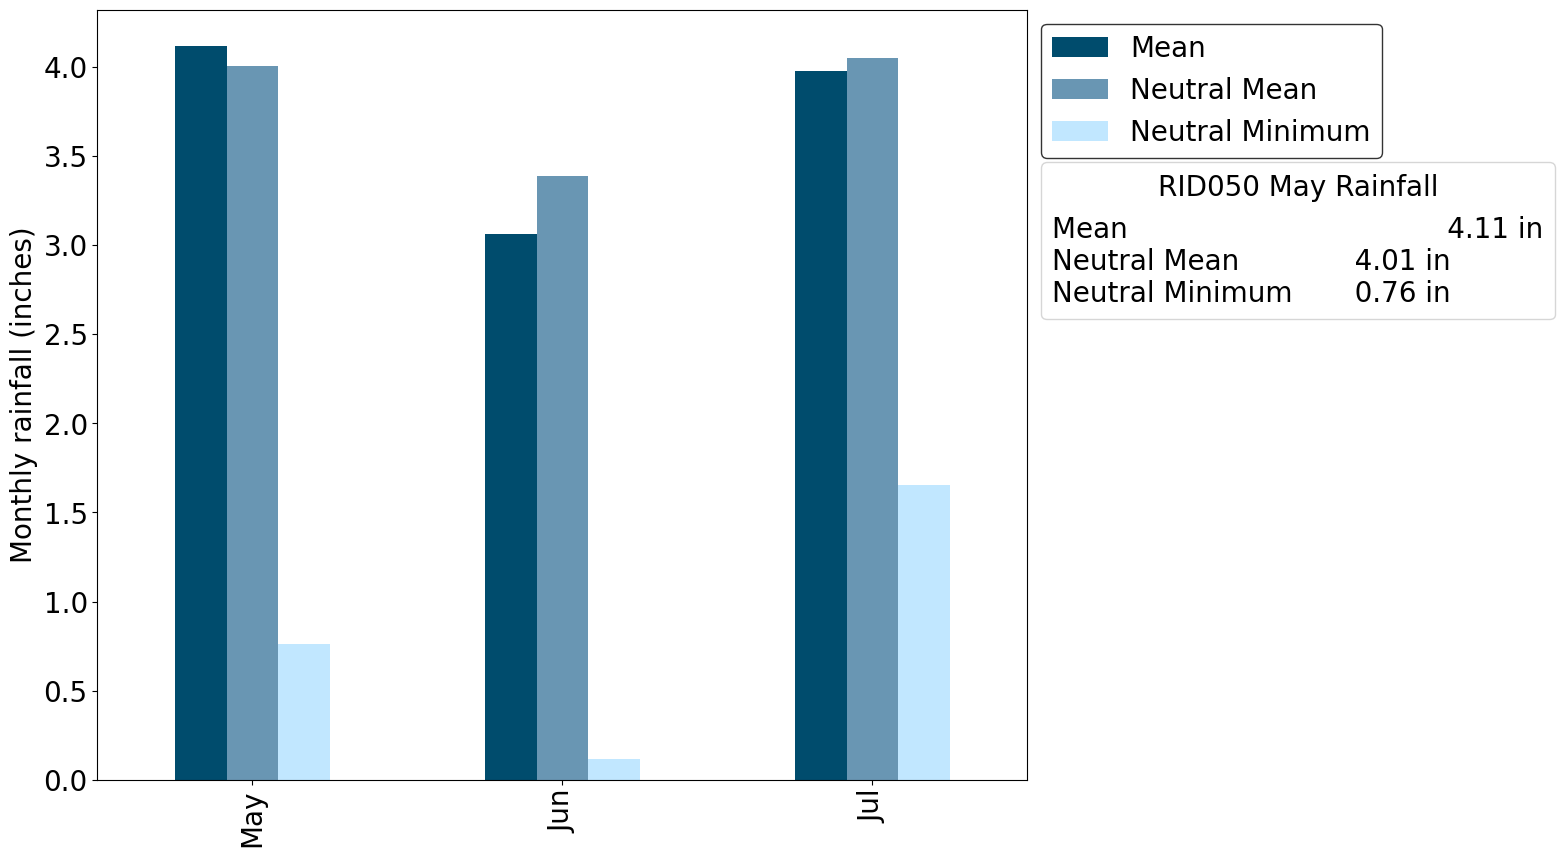 Monthly rainfall (inches)
4.0
3.5
3.0
2.5
2.0
1.5
1.0
0.5
0.0
May
Jun
Jul
Mean
Neutral Mean
Neutral Minimum
RID050 May Rainfall
Mean 4.11 in
Neutral Mean 4.01 in
Neutral Minimum 0.76 in